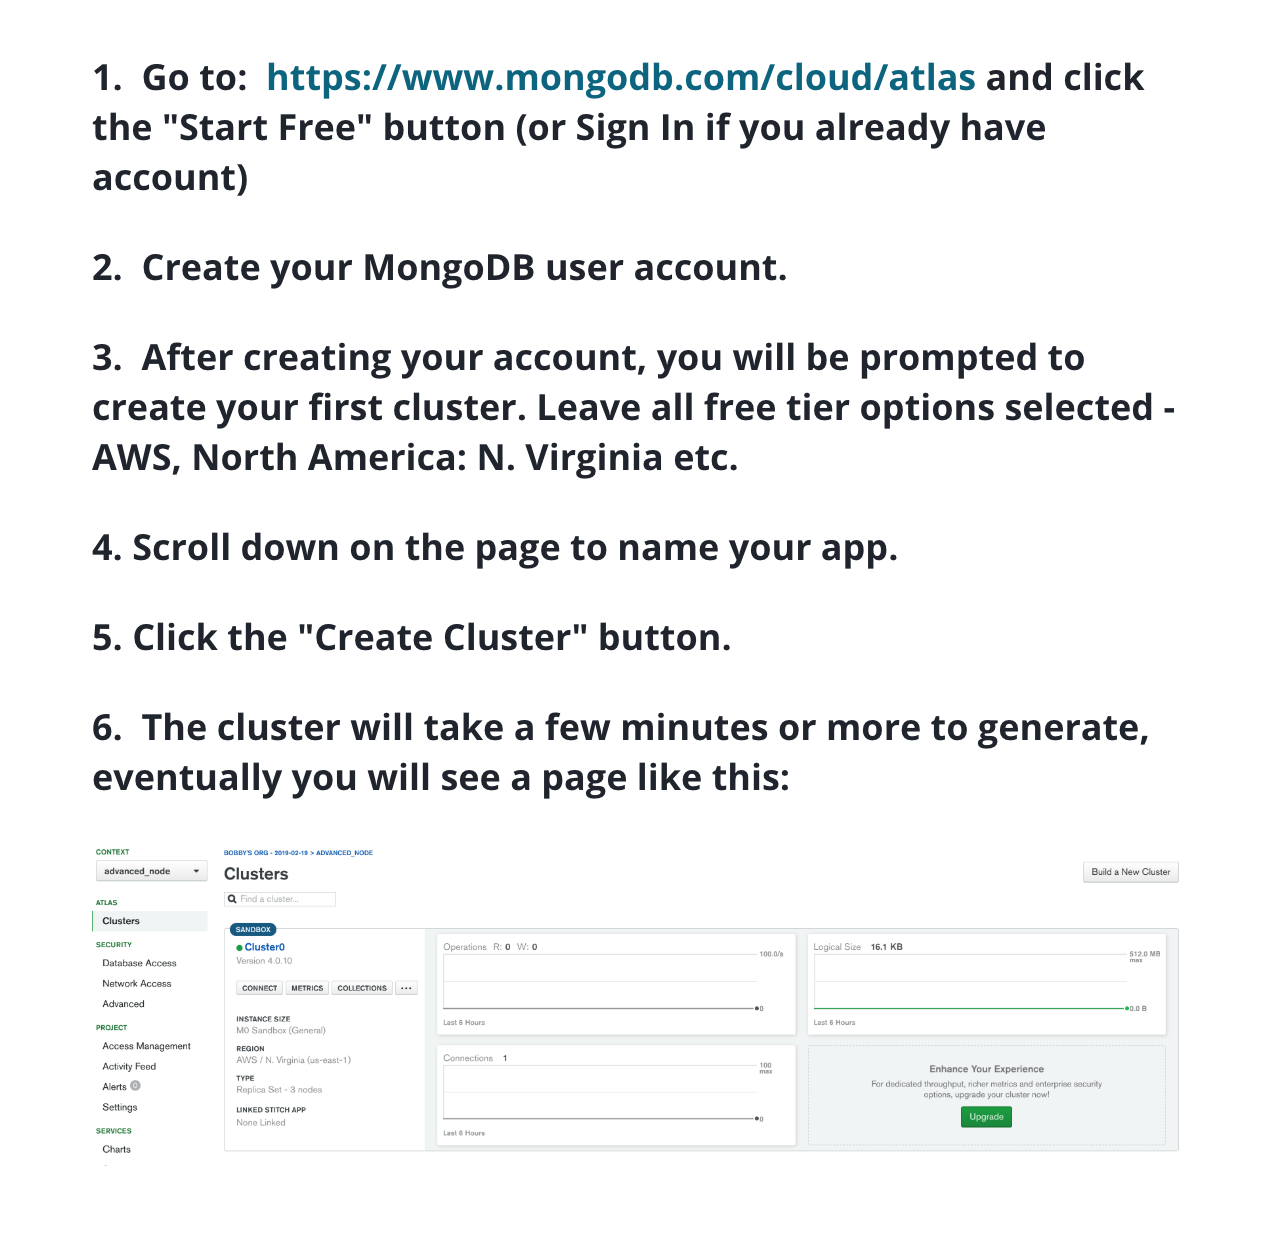 1. Go to: https://www.mongodb.com/cloud/atlas and click
the "Start Free" button (or Sign In if you already have
account)
2. Create your MongoDB user account.
3. After creating your account, you will be prompted to
create your first cluster. Leave all free tier options selected -
AWS, North America: N. Virginia etc.
4. Scroll down on the page to name your app.
5. Click the "Create Cluster" button.
6. The cluster will take a few minutes or more to generate,
eventually you will see a page like this:
CONTEXT
advanced_node
ATLAS
Clusters
SECURITY
Database Access
Network Access
Advanced
PROJECT
Access Management
Activity Feed
Alerts 0
Settings
SERVICES
Charts
BOBBY'S ORG - 2019-02-19 > ADVANCED_NODE
Clusters
Build a New Cluster
Find a cluster...
SANDBOX
Cluster0
Version 4.0.10
CONNECT METRICS COLLECTIONS ...
INSTANCE SIZE
M0 Sandbox (General)
REGION
AWS / N. Virginia (us-east-1)
TYPE
Replica Set - 3 nodes
LINKED STITCH APP
None Linked
Operations R: 0 W: 0
100.0/s
0
Last 6 Hours
Logical Size 16.1 KB
512.0 MB
max
0.0 B
Last 6 Hours
Connections 1
100
max
0
Last 6 Hours
Enhance Your Experience
For dedicated throughput, richer metrics and enterprise security
options, upgrade your cluster now!
Upgrade